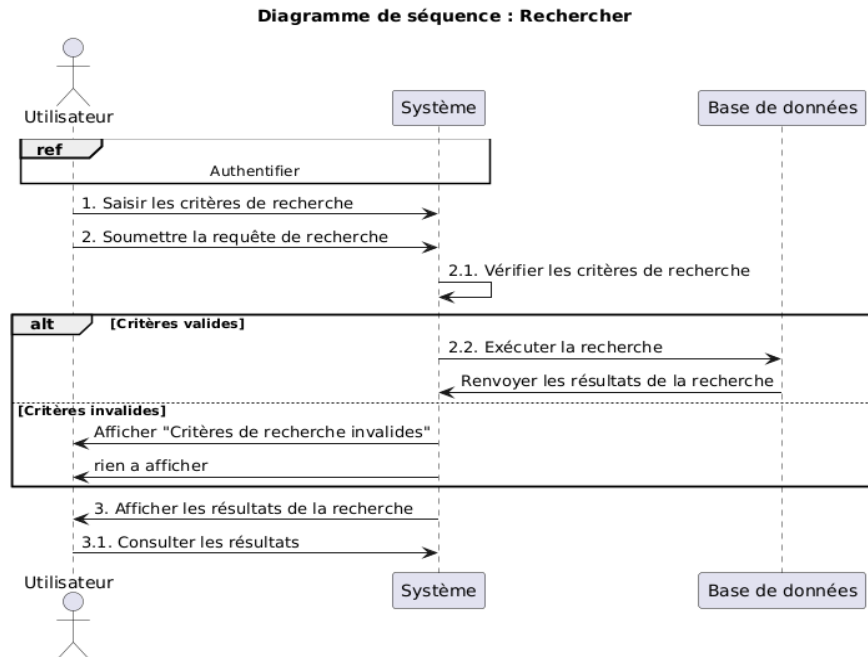 Diagramme de séquence : Rechercher
Utilisateur
Système
Base de données
ref
Authentifier
1. Saisir les critères de recherche
2. Soumettre la requête de recherche
2.1. Vérifier les critères de recherche
alt [Critères valides]
2.2. Exécuter la recherche
Renvoyer les résultats de la recherche
[Critères invalides]
Afficher "Critères de recherche invalides"
rien a afficher
3. Afficher les résultats de la recherche
3.1. Consulter les résultats
Utilisateur
Système
Base de données